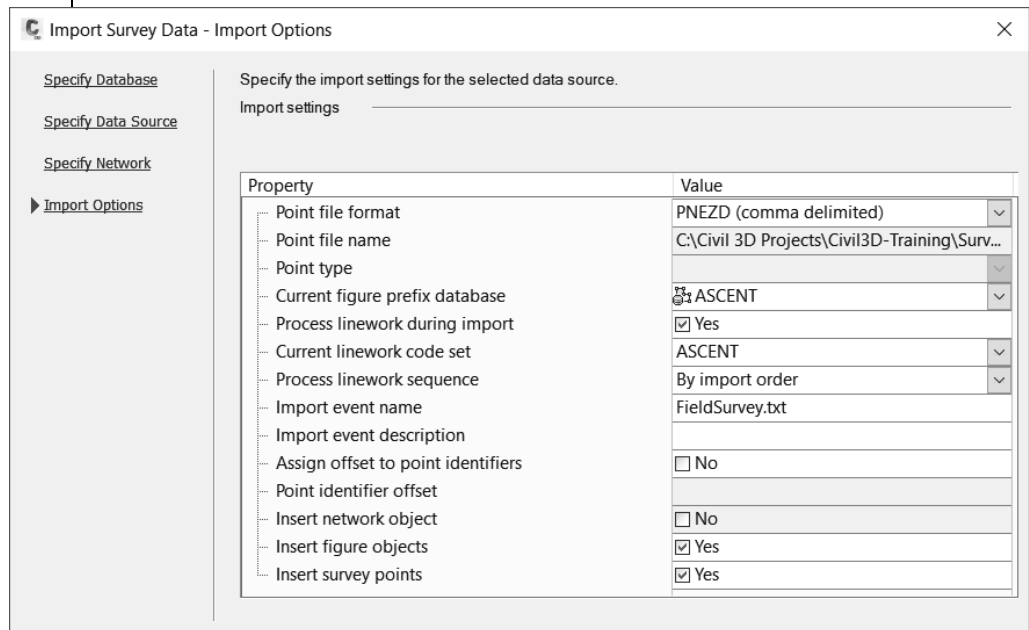 Import Survey Data - Import Options
Specify Database
Specify Data Source
Specify Network
Import Options
Specify the import settings for the selected data source.
Import settings
Property Value
Point file format PNEZD (comma delimited)
Point file name C:\Civil 3D Projects\Civil3D-Training\Surv...
Point type
Current figure prefix database ASCENT
Process linework during import Yes
Current linework code set ASCENT
Process linework sequence By import order
Import event name FieldSurvey.txt
Import event description
Assign offset to point identifiers No
Point identifier offset
Insert network object No
Insert figure objects Yes
Insert survey points Yes